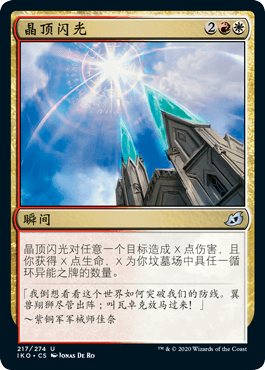 晶顶闪光 2
瞬间
晶顶闪光对任意一个目标造成X点伤害，且
你获得X点生命，X为你坟墓场中具任一循
环异能之牌的数量。
「我倒想看看这个世界如何突破我们的防线。翼
兽翔狮尽管出阵；叫瓦卓克放马过来！」
～紫铜军军械师佳奈
217/274 U
IKO • CS Jonas De Ro
™ & © 2020 Wizards of the Coast